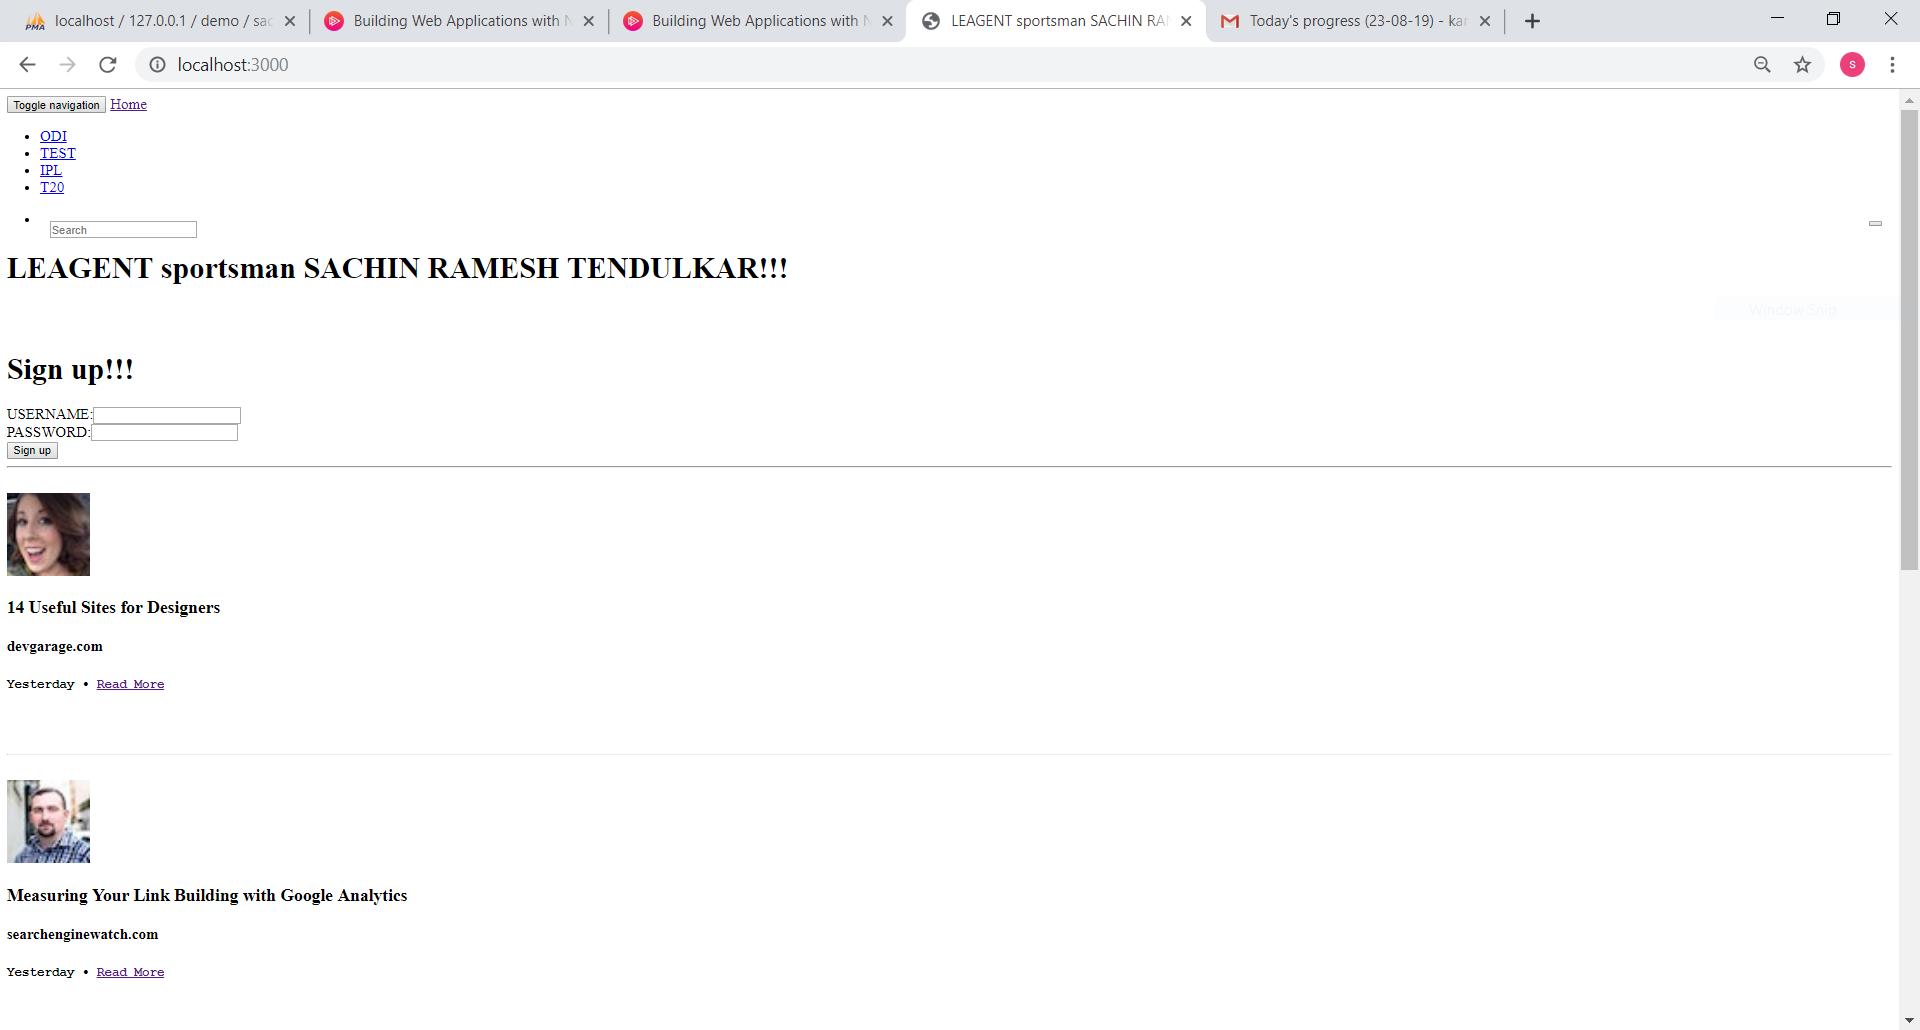 localhost / 127.0.0.1 / demo / sac
Building Web Applications with N
Building Web Applications with N
LEAGENT sportsman SACHIN RA
Today's progress (23-08-19) - kar
localhost:3000
s
Toggle navigation Home
ODI
TEST
IPL
T20
Search
LEAGENT sportsman SACHIN RAMESH TENDULKAR!!!
Window Snip
Sign up!!!
USERNAME:
PASSWORD:
Sign up
14 Useful Sites for Designers
devgarage.com
Yesterday • Read More
Measuring Your Link Building with Google Analytics
searchenginewatch.com
Yesterday • Read More